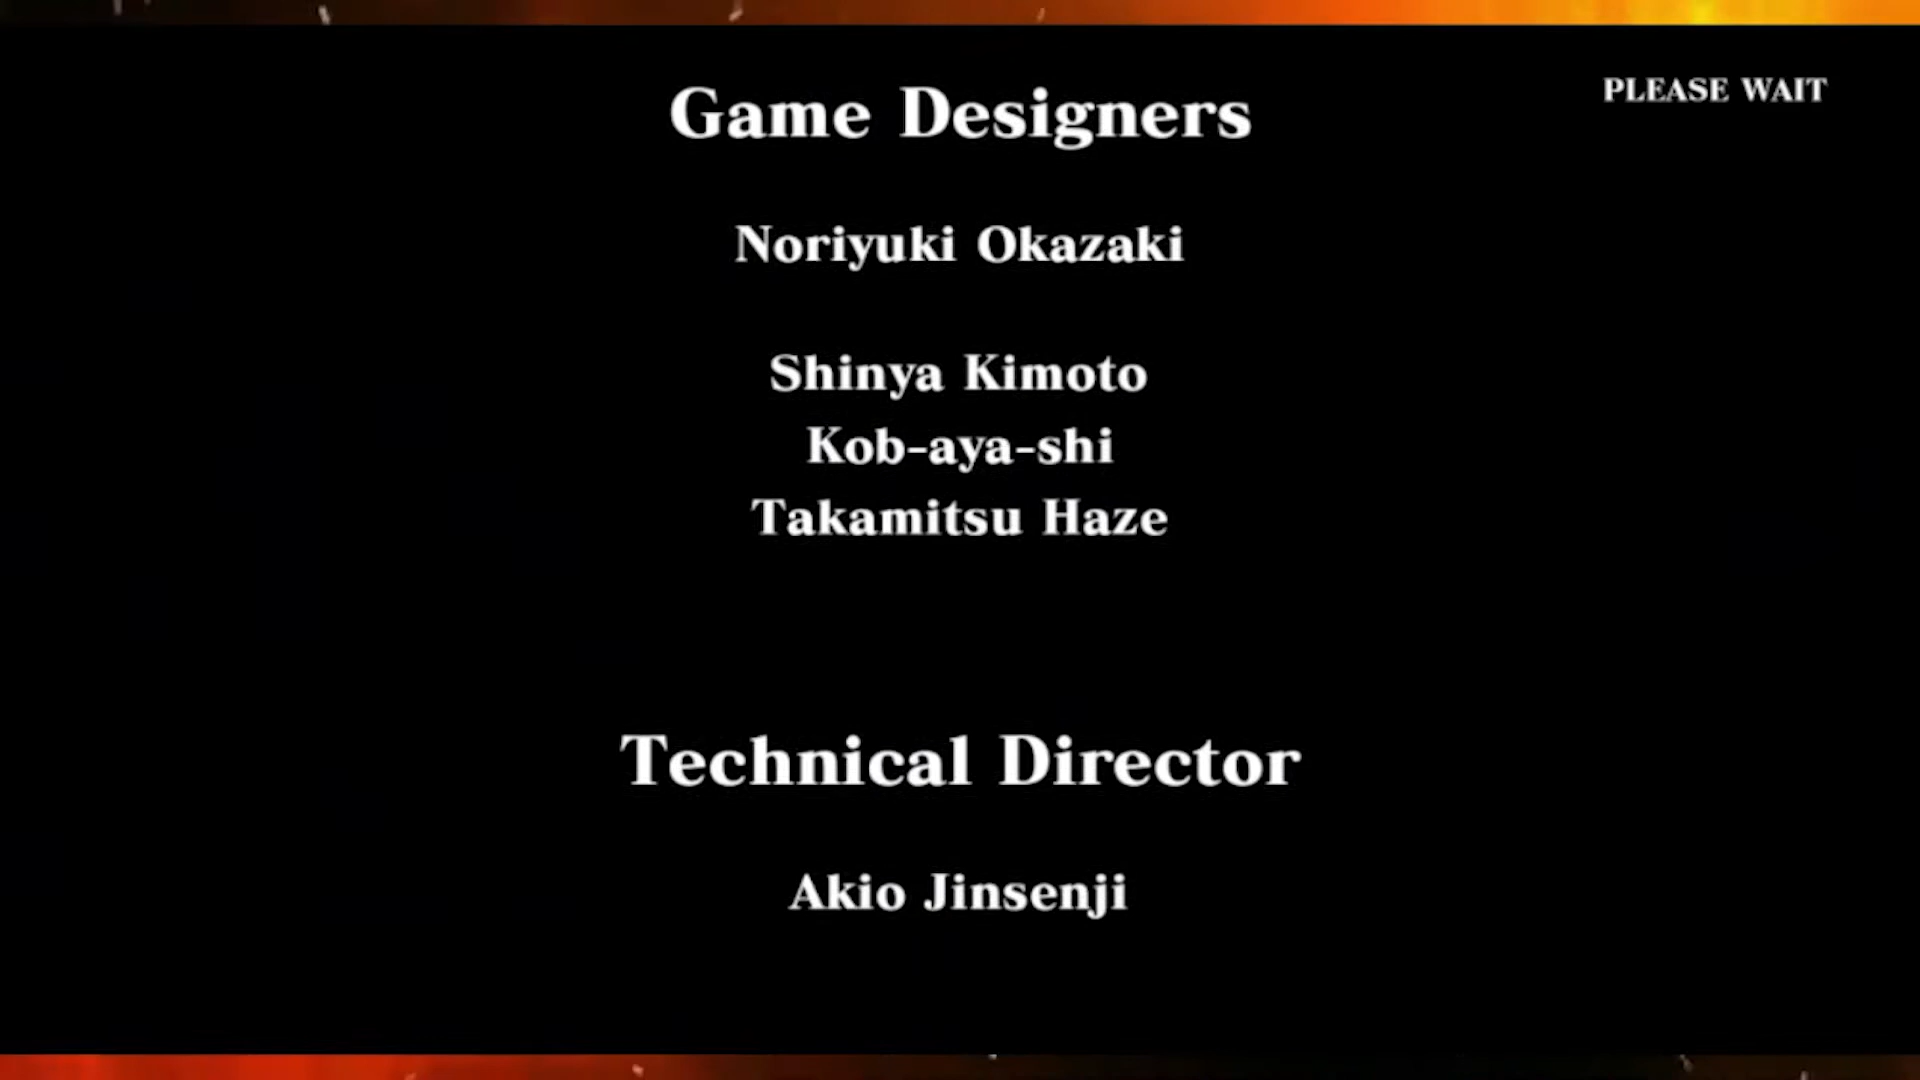 Game Designers
PLEASE WAIT
Noriyuki Okazaki
Shinya Kimoto
Kob-aya-shi
Takamitsu Haze
Technical Director
Akio Jinsenji